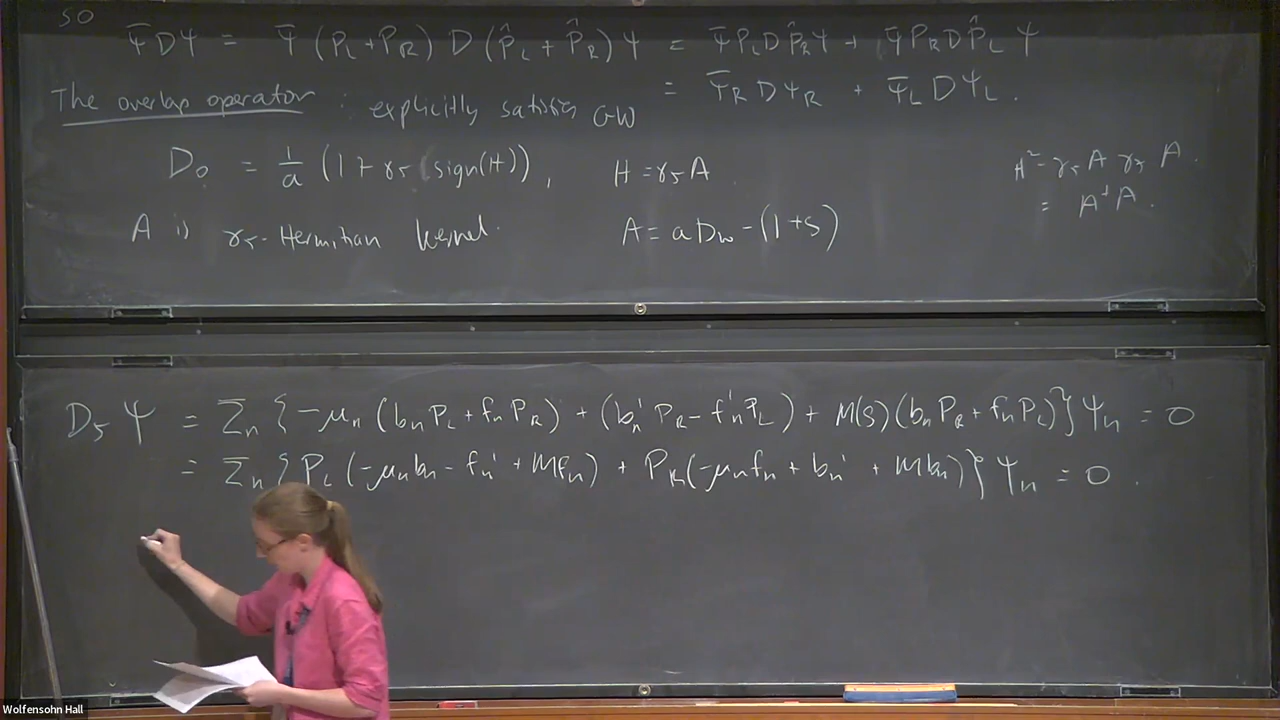 so
Ψ̄DΨ = Ψ̄ (P_L + P_R) D (P̂_L + P̂_R) Ψ = Ψ̄ P_L D P̂_R Ψ + Ψ̄ P_R D P̂_L Ψ
= Ψ̄_R D Ψ_R + Ψ̄_L D Ψ_L .
The overlap operator : explicitly satisfies GW
D_o = 1/a (1 + γ_5 (sign(H)) , H = γ_5 A
H² = γ_5 A γ_5 A .
= A†A .
A is γ_5-Hermitian kernel. A = a D_w - (1+s)
D_5 Ψ = Σ_n { -μ_n (b_n P_L + f_n P_R) + (b_n' P_R - f_n' P_L) + M(s) (b_n P_R + f_n P_L) } Ψ_n = 0
= Σ_n { P_L (-μ_n b_n - f_n' + M f_n) + P_R (-μ_n f_n + b_n' + M b_n) } Ψ_n = 0 .
Wolfensohn Hall